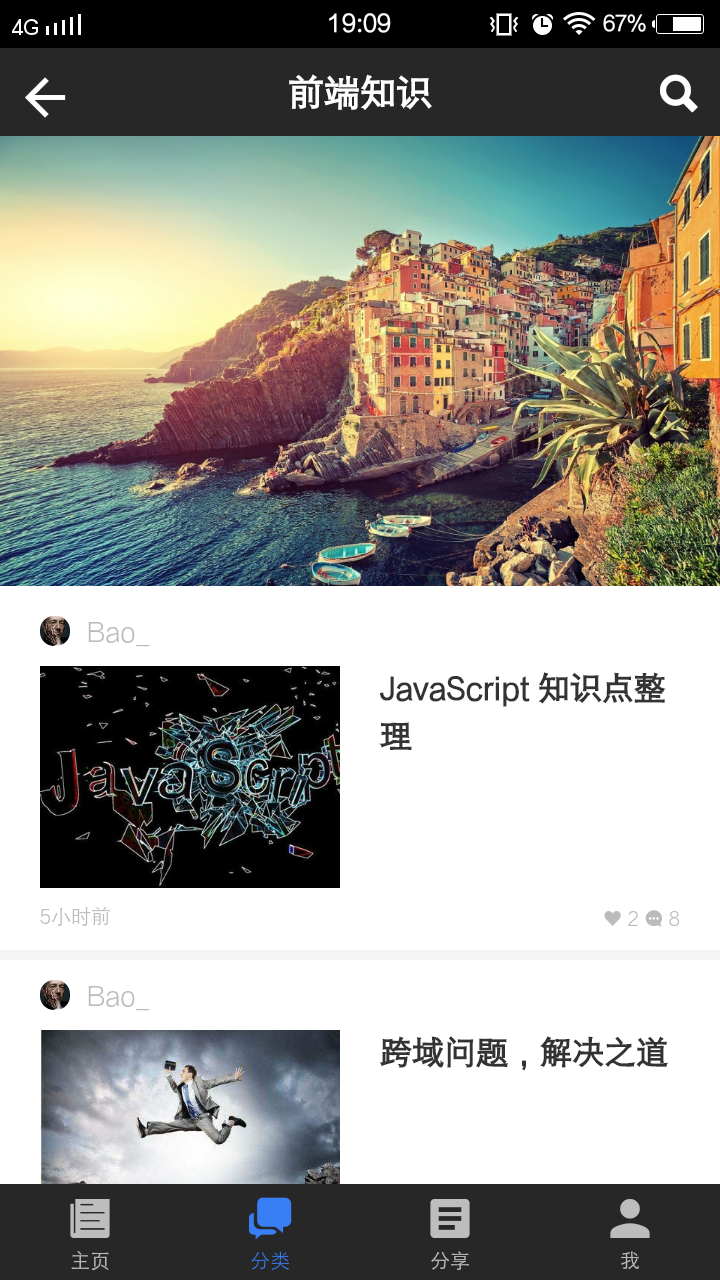 4G 19:09 67%
前端知识
Bao_
JavaScript
JavaScript 知识点整
理
5小时前 2 8
Bao_
跨域问题，解决之道
主页 分类 分享 我